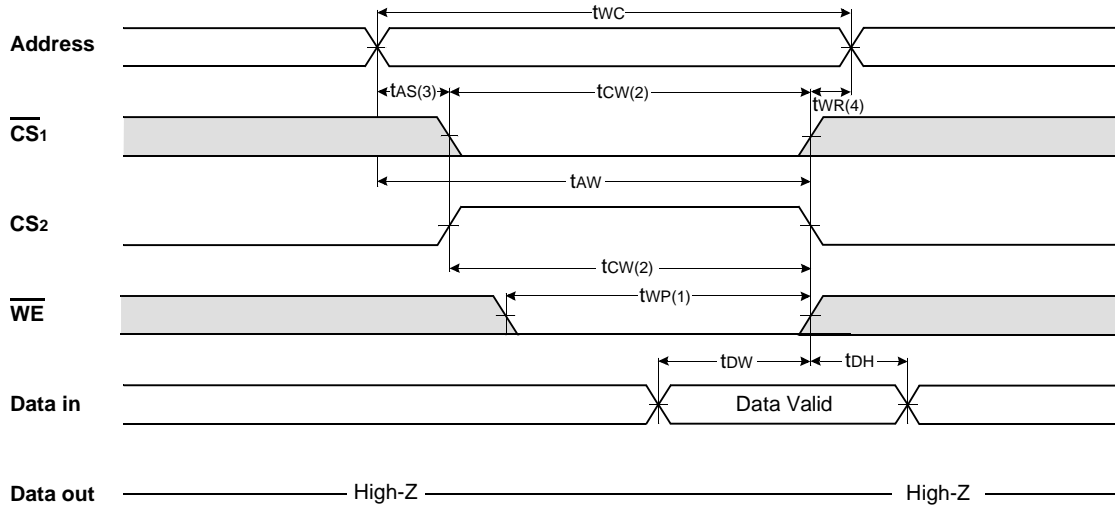 tWC
Address
tAS(3) tCW(2) tWR(4)
CS1
tAW
CS2
tCW(2)
tWP(1)
WE
tDW tDH
Data in Data Valid
Data out High-Z High-Z